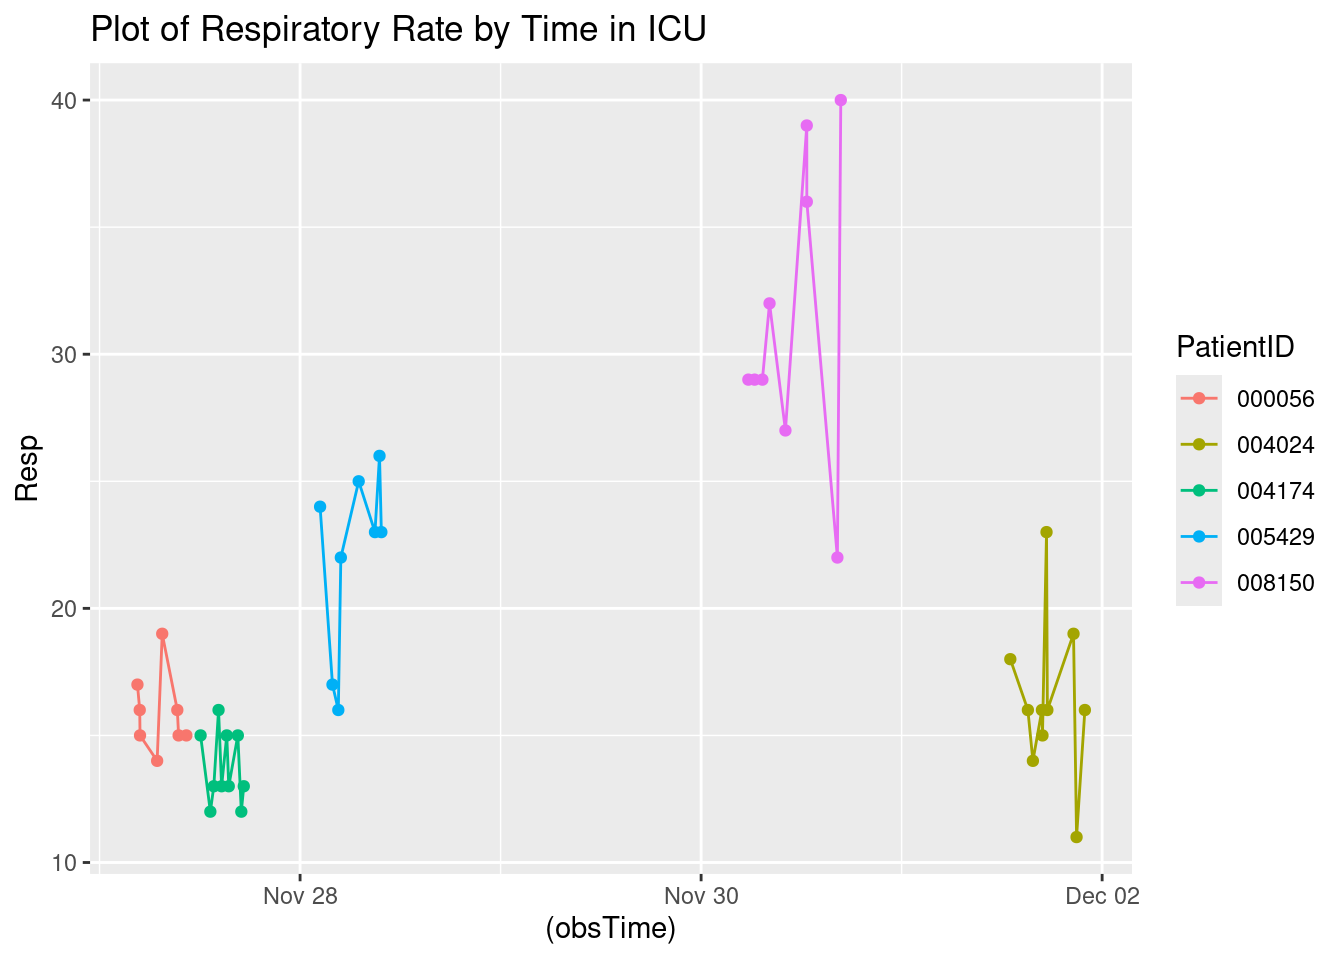 Plot of Respiratory Rate by Time in ICU
40
30
20
10
Resp
Nov 28
Nov 30
Dec 02
(obsTime)
PatientID
000056
004024
004174
005429
008150